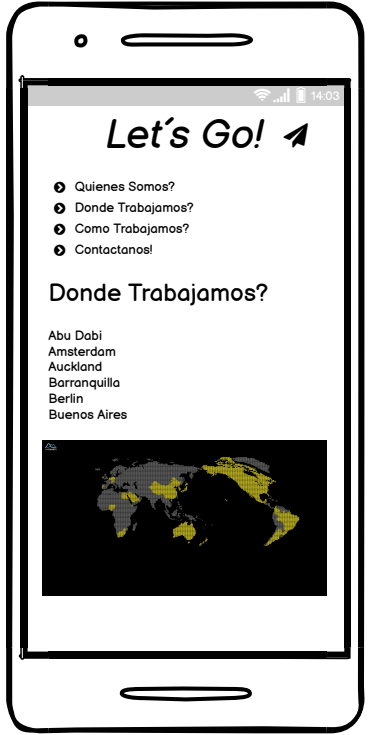 14:03
Let´s Go!
Quienes Somos?
Donde Trabajamos?
Como Trabajamos?
Contactanos!
Donde Trabajamos?
Abu Dabi
Amsterdam
Auckland
Barranquilla
Berlin
Buenos Aires